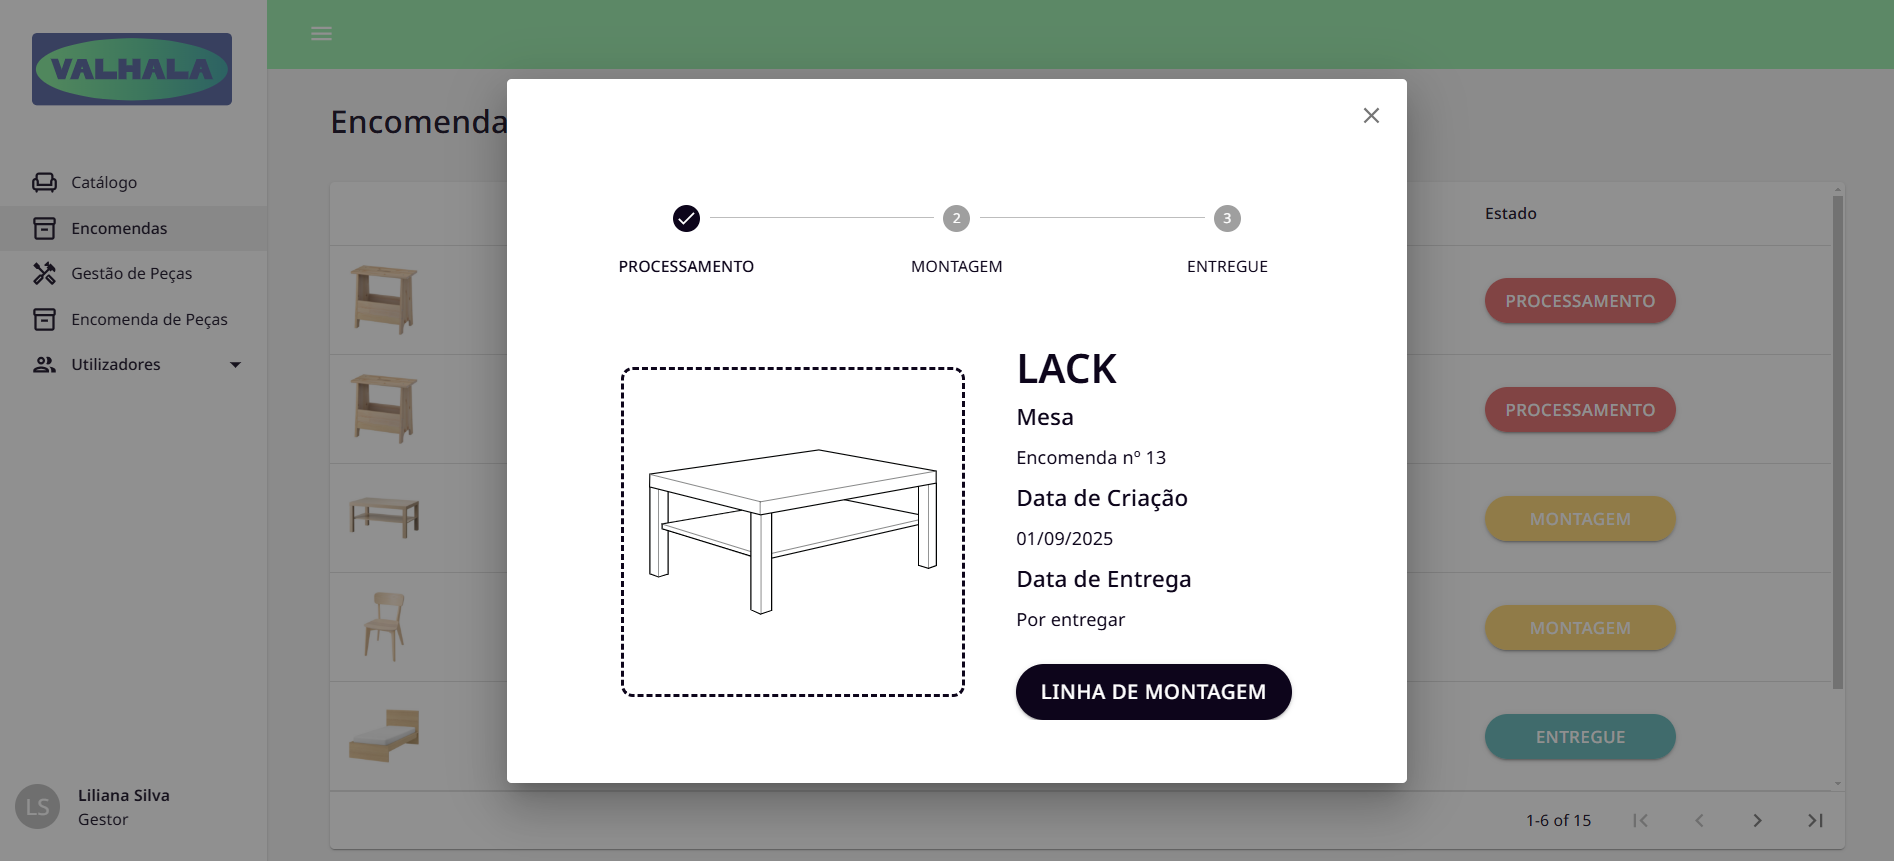 VALHALA
Catálogo
Encomendas
Gestão de Peças
Encomenda de Peças
Utilizadores
LS
Liliana Silva
Gestor
Estado
PROCESSAMENTO
PROCESSAMENTO
MONTAGEM
MONTAGEM
ENTREGUE
1-6 of 15
2
3
PROCESSAMENTO
MONTAGEM
ENTREGUE
LACK
Mesa
Encomenda nº 13
Data de Criação
01/09/2025
Data de Entrega
Por entregar
LINHA DE MONTAGEM